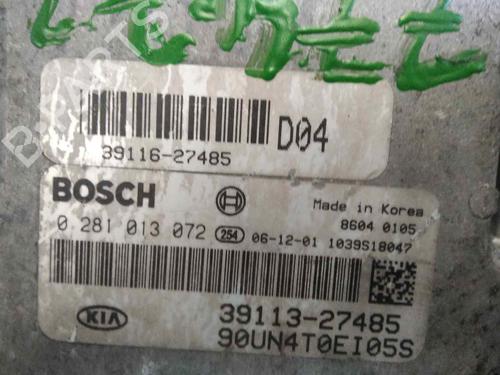 D04
39116-27485
BOSCH
Made in Korea
8604 0105
0 281 013 072 254 06-12-01 1039S18047
KIA
39113-27485
90UN4T0EI05S